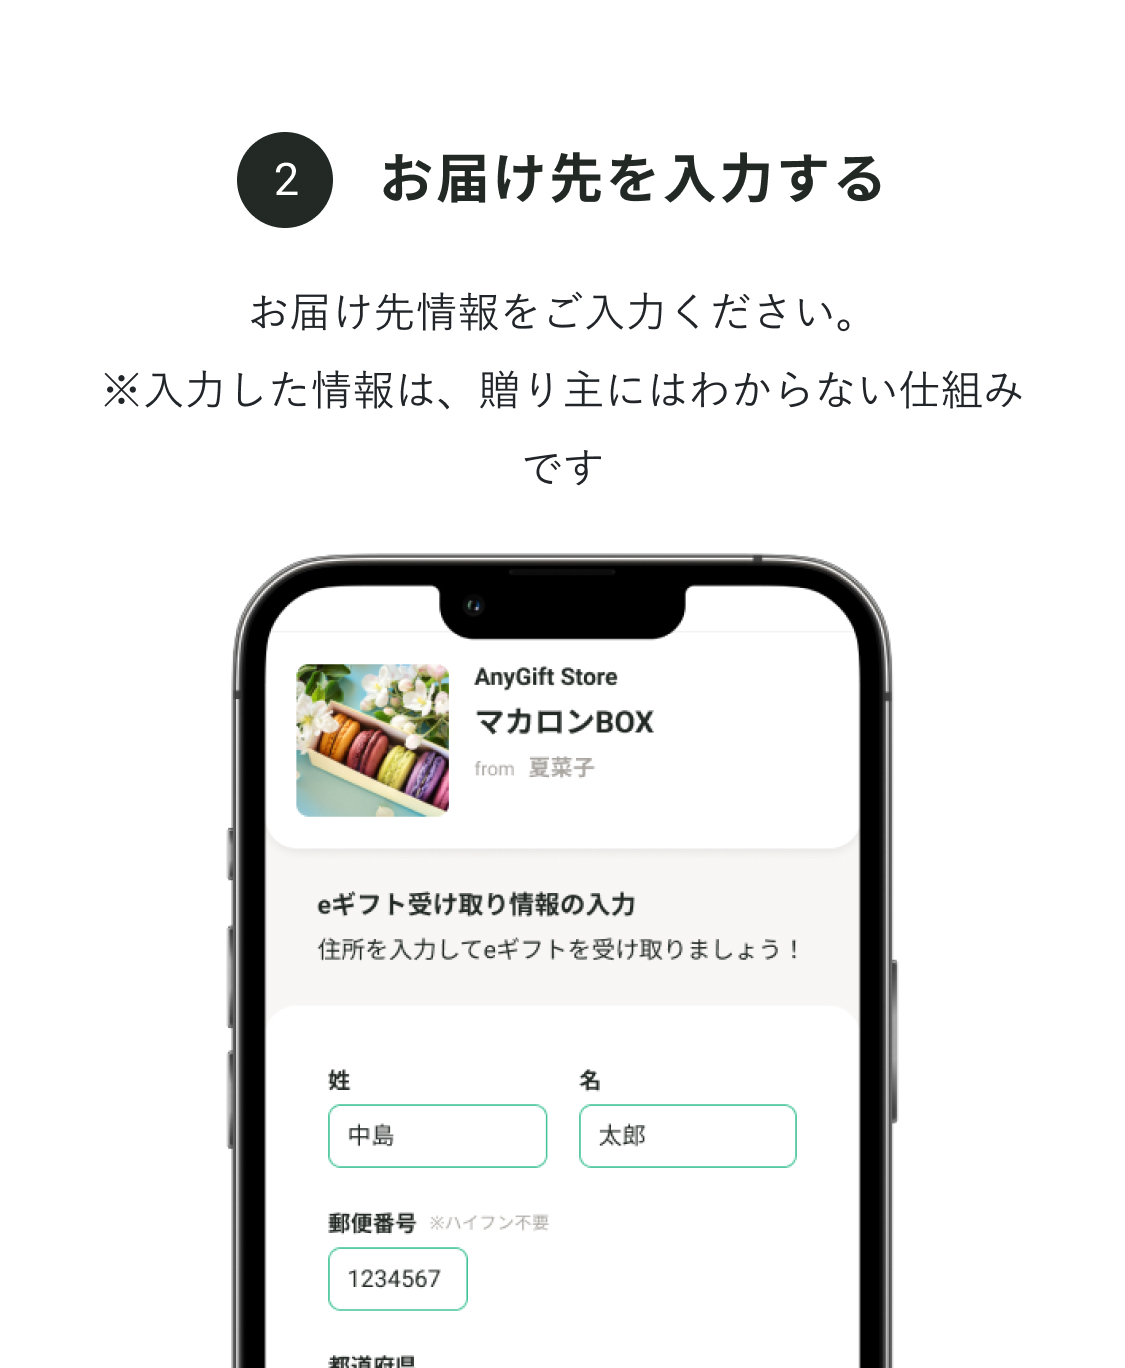 2 お届け先を入力する
お届け先情報をご入力ください。
※入力した情報は、贈り主にはわからない仕組み
です
AnyGift Store
マカロンBOX
from 夏菜子
eギフト受け取り情報の入力
住所を入力してeギフトを受け取りましょう！
姓 名
中島 太郎
郵便番号 ※ハイフン不要
1234567
都道府県